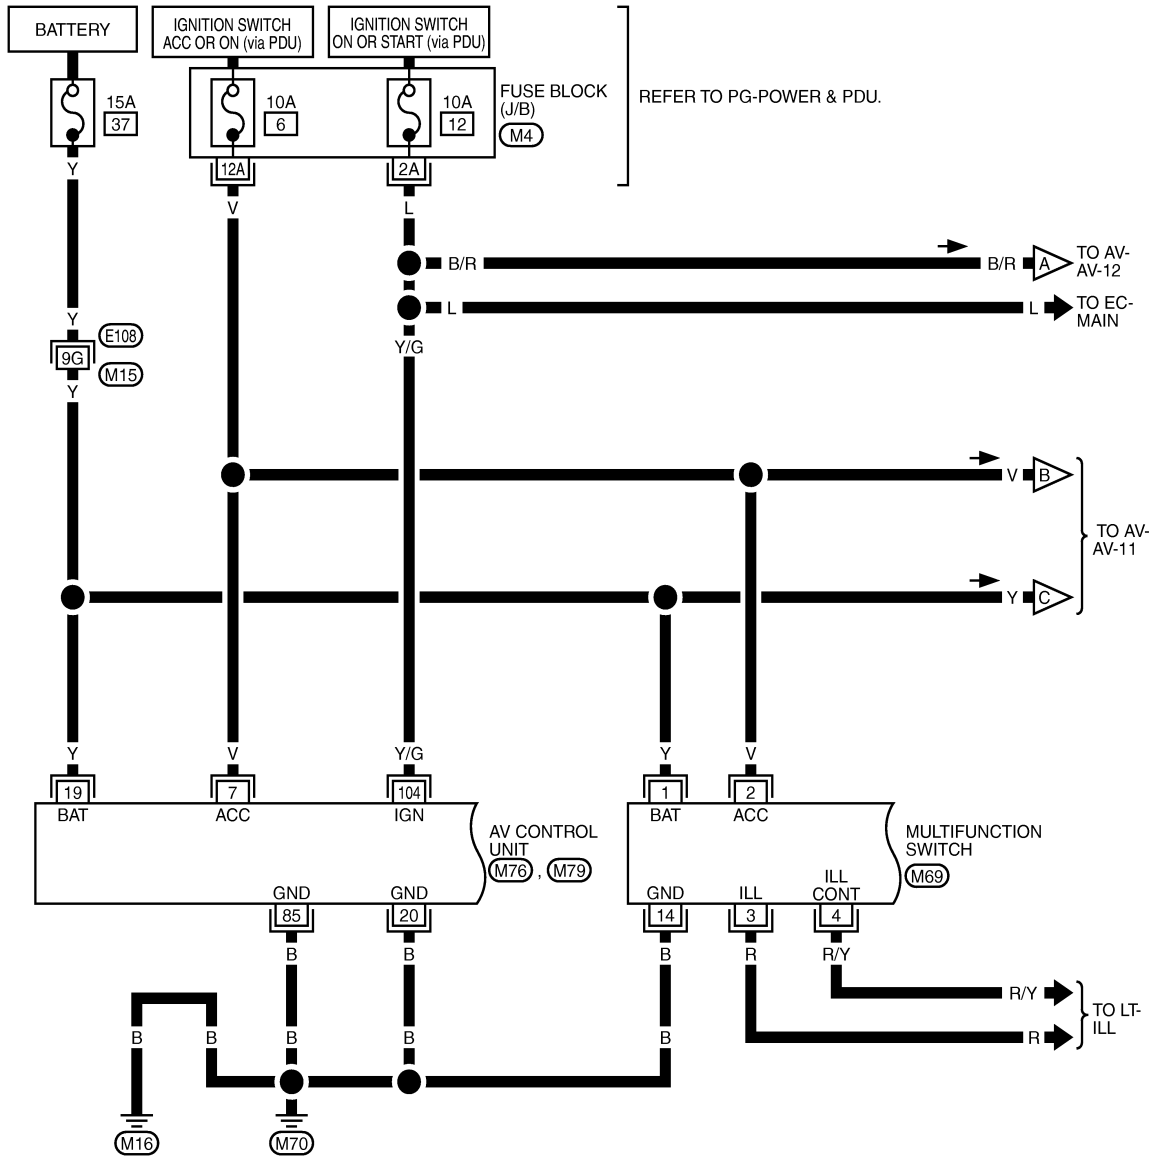 BATTERY
IGNITION SWITCH
ACC OR ON (via PDU)
IGNITION SWITCH
ON OR START (via PDU)
15A
37
10A
6
10A
12
FUSE BLOCK
(J/B)
M4
REFER TO PG-POWER & PDU.
Y
12A
2A
V
L
B/R
B/R
A
TO AV-
AV-12
L
L
TO EC-
MAIN
Y
E108
Y/G
9G
M15
Y
V
B
TO AV-
AV-11
Y
C
Y
V
Y/G
Y
V
19
7
104
1
2
BAT
ACC
IGN
BAT
ACC
AV CONTROL
UNIT
M76 , M79
MULTIFUNCTION
SWITCH
M69
GND
GND
GND
ILL
ILL
CONT
85
20
14
3
4
B
B
B
R
R/Y
R/Y
TO LT-
ILL
B
B
B
B
B
R
M16
M70